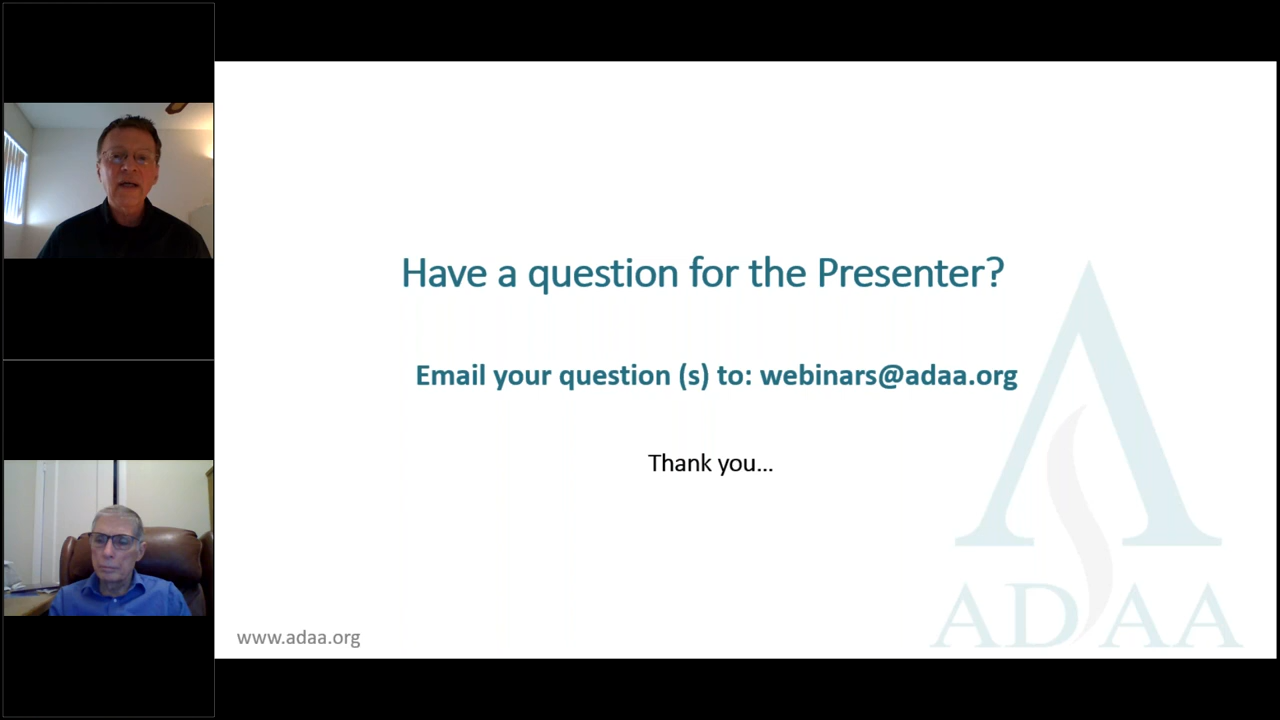 Have a question for the Presenter?
Email your question (s) to: webinars@adaa.org
Thank you...
www.adaa.org
ADAA